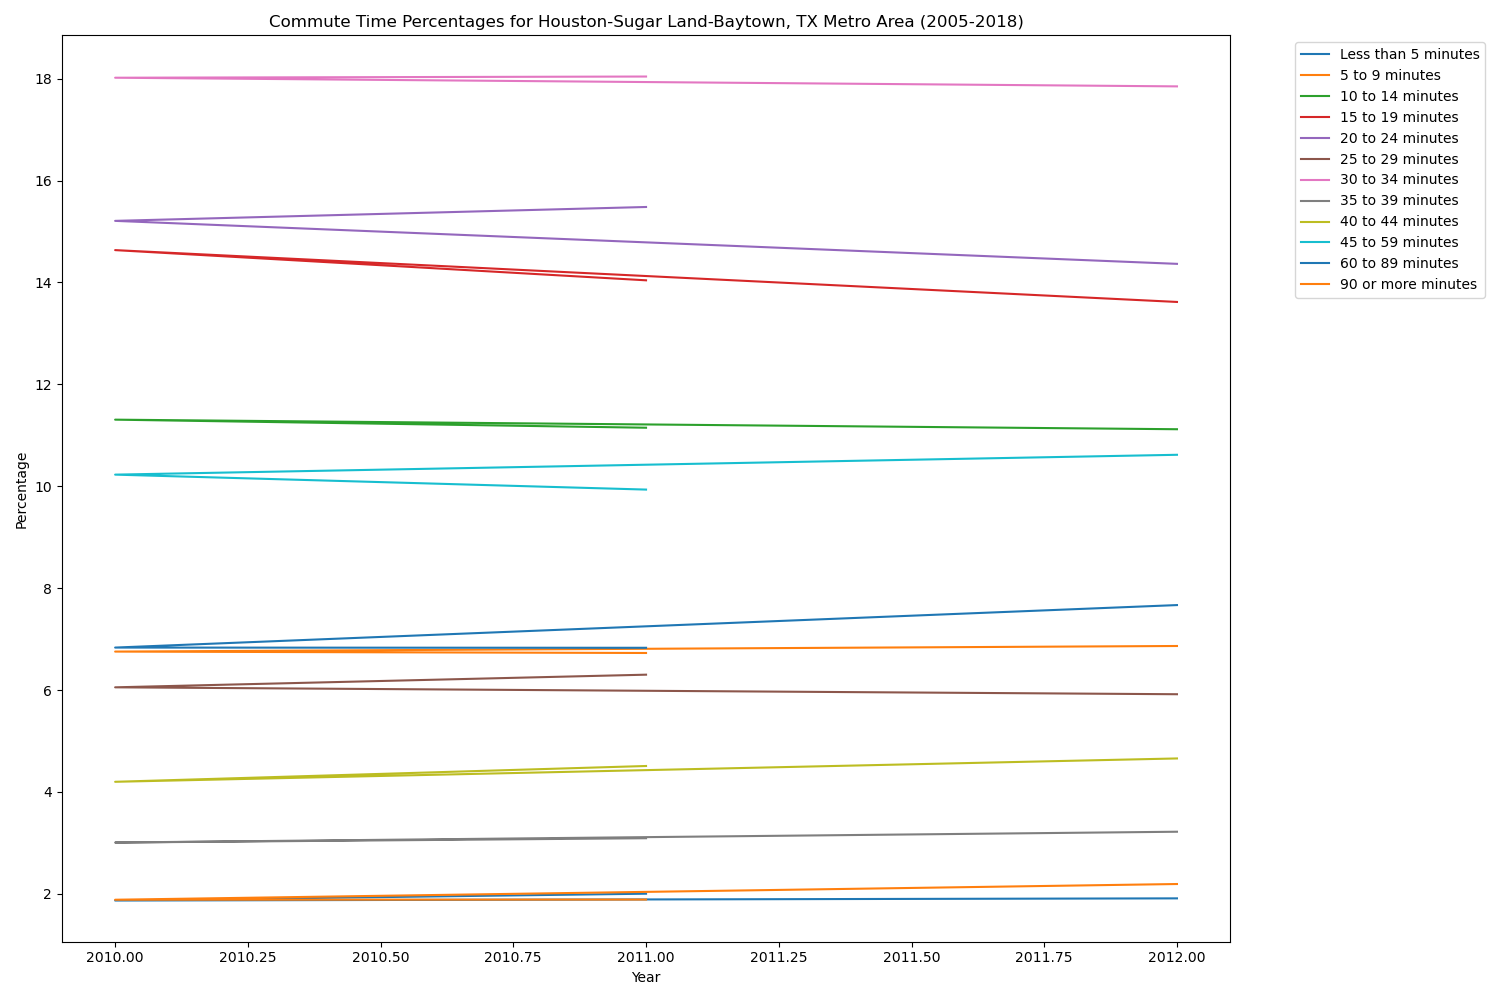 Commute Time Percentages for Houston-Sugar Land-Baytown, TX Metro Area (2005-2018)
Less than 5 minutes
5 to 9 minutes
10 to 14 minutes
15 to 19 minutes
20 to 24 minutes
25 to 29 minutes
30 to 34 minutes
35 to 39 minutes
40 to 44 minutes
45 to 59 minutes
60 to 89 minutes
90 or more minutes
Percentage
18
16
14
12
10
8
6
4
2
2010.00
2010.25
2010.50
2010.75
2011.00
2011.25
2011.50
2011.75
2012.00
Year